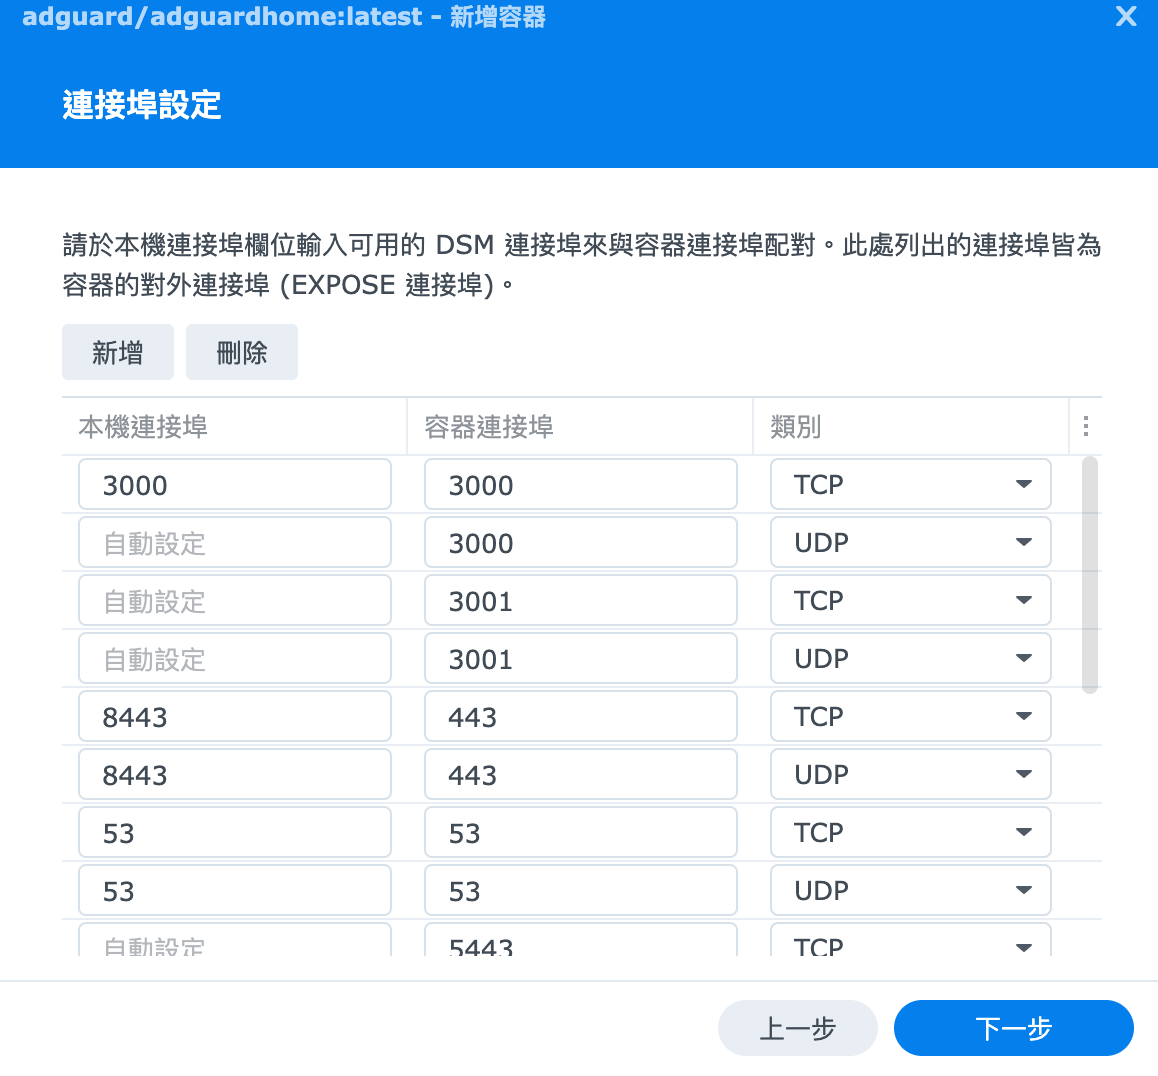 adguard/adguardhome:latest - 新增容器
連接埠設定
請於本機連接埠欄位輸入可用的 DSM 連接埠來與容器連接埠配對。此處列出的連接埠皆為
容器的對外連接埠 (EXPOSE 連接埠)。
新增 刪除
本機連接埠 容器連接埠 類別
3000 3000 TCP
自動設定 3000 UDP
自動設定 3001 TCP
自動設定 3001 UDP
8443 443 TCP
8443 443 UDP
53 53 TCP
53 53 UDP
自動設定 5443 TCP
上一步 下一步